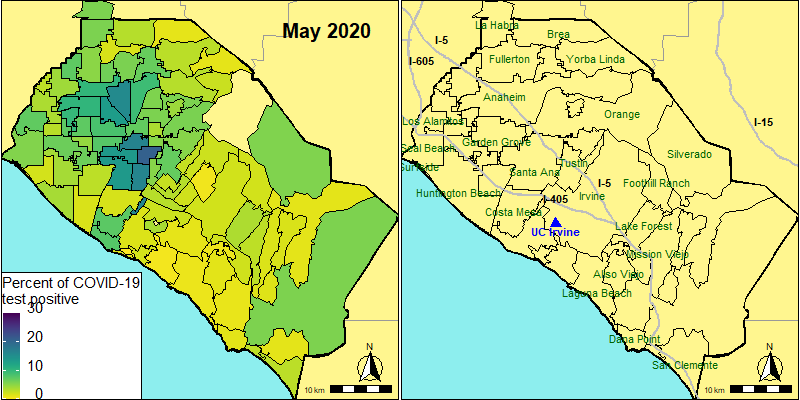 May 2020
Percent of COVID-19
test positive
30
20
10
0
N
10 km
La Habra
Brea
I-5
I-605
Fullerton
Yorba Linda
Anaheim
Orange
I-15
Los Alamitos
Garden Grove
Seal Beach
Surfside
Tustin
Silverado
Santa Ana
I-5
Foothill Ranch
Huntington Beach
I-405
Irvine
Costa Mesa
UC Irvine
Lake Forest
Mission Viejo
Aliso Viejo
Laguna Beach
Dana Point
San Clemente
N
10 km